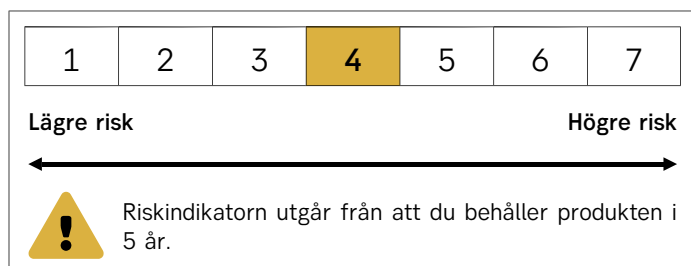 1 2 3 4 5 6 7
Lägre risk Högre risk
Riskindikatorn utgår från att du behåller produkten i
5 år.